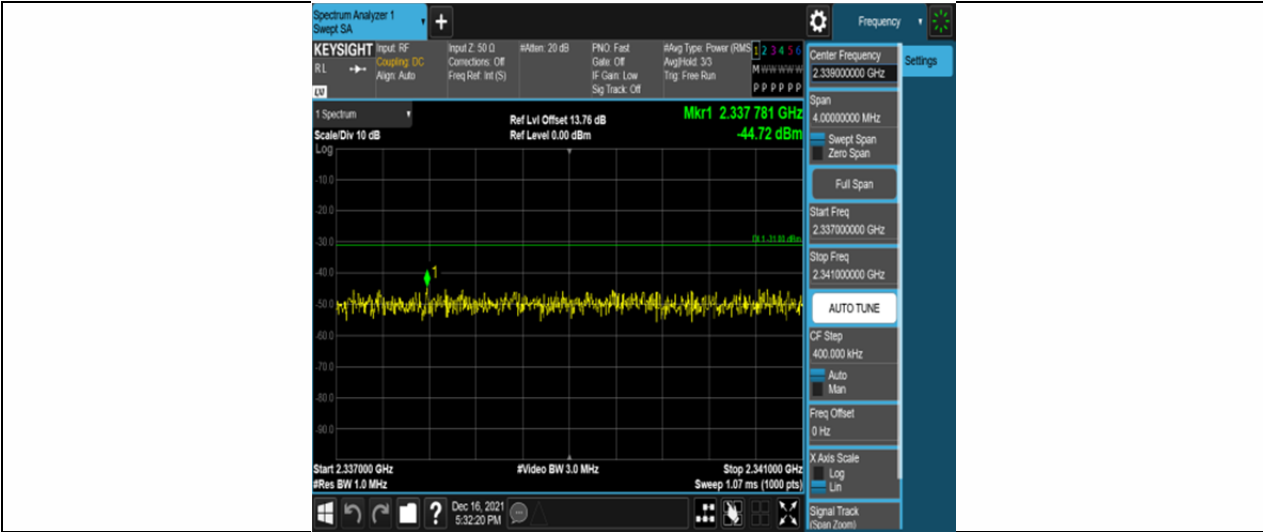 Spectrum Analyzer 1
Swept SA
+
Frequency
KEYSIGHT
RL
LV
Input: RF
Coupling: DC
Align: Auto
Input Z: 50 Ω
Corrections: Off
Freq Ref: Int (S)
#Atten: 20 dB
PNO: Fast
Gate: Off
IF Gain: Low
Sig Track: Off
#Avg Type: Power (RMS
Avg|Hold: 3/3
Trig: Free Run
1 2 3 4 5 6
M W W W W W
P P P P P P
1 Spectrum
Scale/Div 10 dB
Ref Lvl Offset 13.76 dB
Ref Level 0.00 dBm
Mkr1 2.337 781 GHz
-44.72 dBm
Log
-10.0
-20.0
-30.0
-40.0
-50.0
-60.0
-70.0
-80.0
-90.0
DL1 -31.00 dBm
1
Start 2.337000 GHz
#Res BW 1.0 MHz
#Video BW 3.0 MHz
Stop 2.341000 GHz
Sweep 1.07 ms (1000 pts)
Dec 16, 2021
5:32:20 PM
?
Center Frequency
2.339000000 GHz
Settings
Span
4.00000000 MHz
Swept Span
Zero Span
Full Span
Start Freq
2.337000000 GHz
Stop Freq
2.341000000 GHz
AUTO TUNE
CF Step
400.000 kHz
Auto
Man
Freq Offset
0 Hz
X Axis Scale
Log
Lin
Signal Track
(Span Zoom)